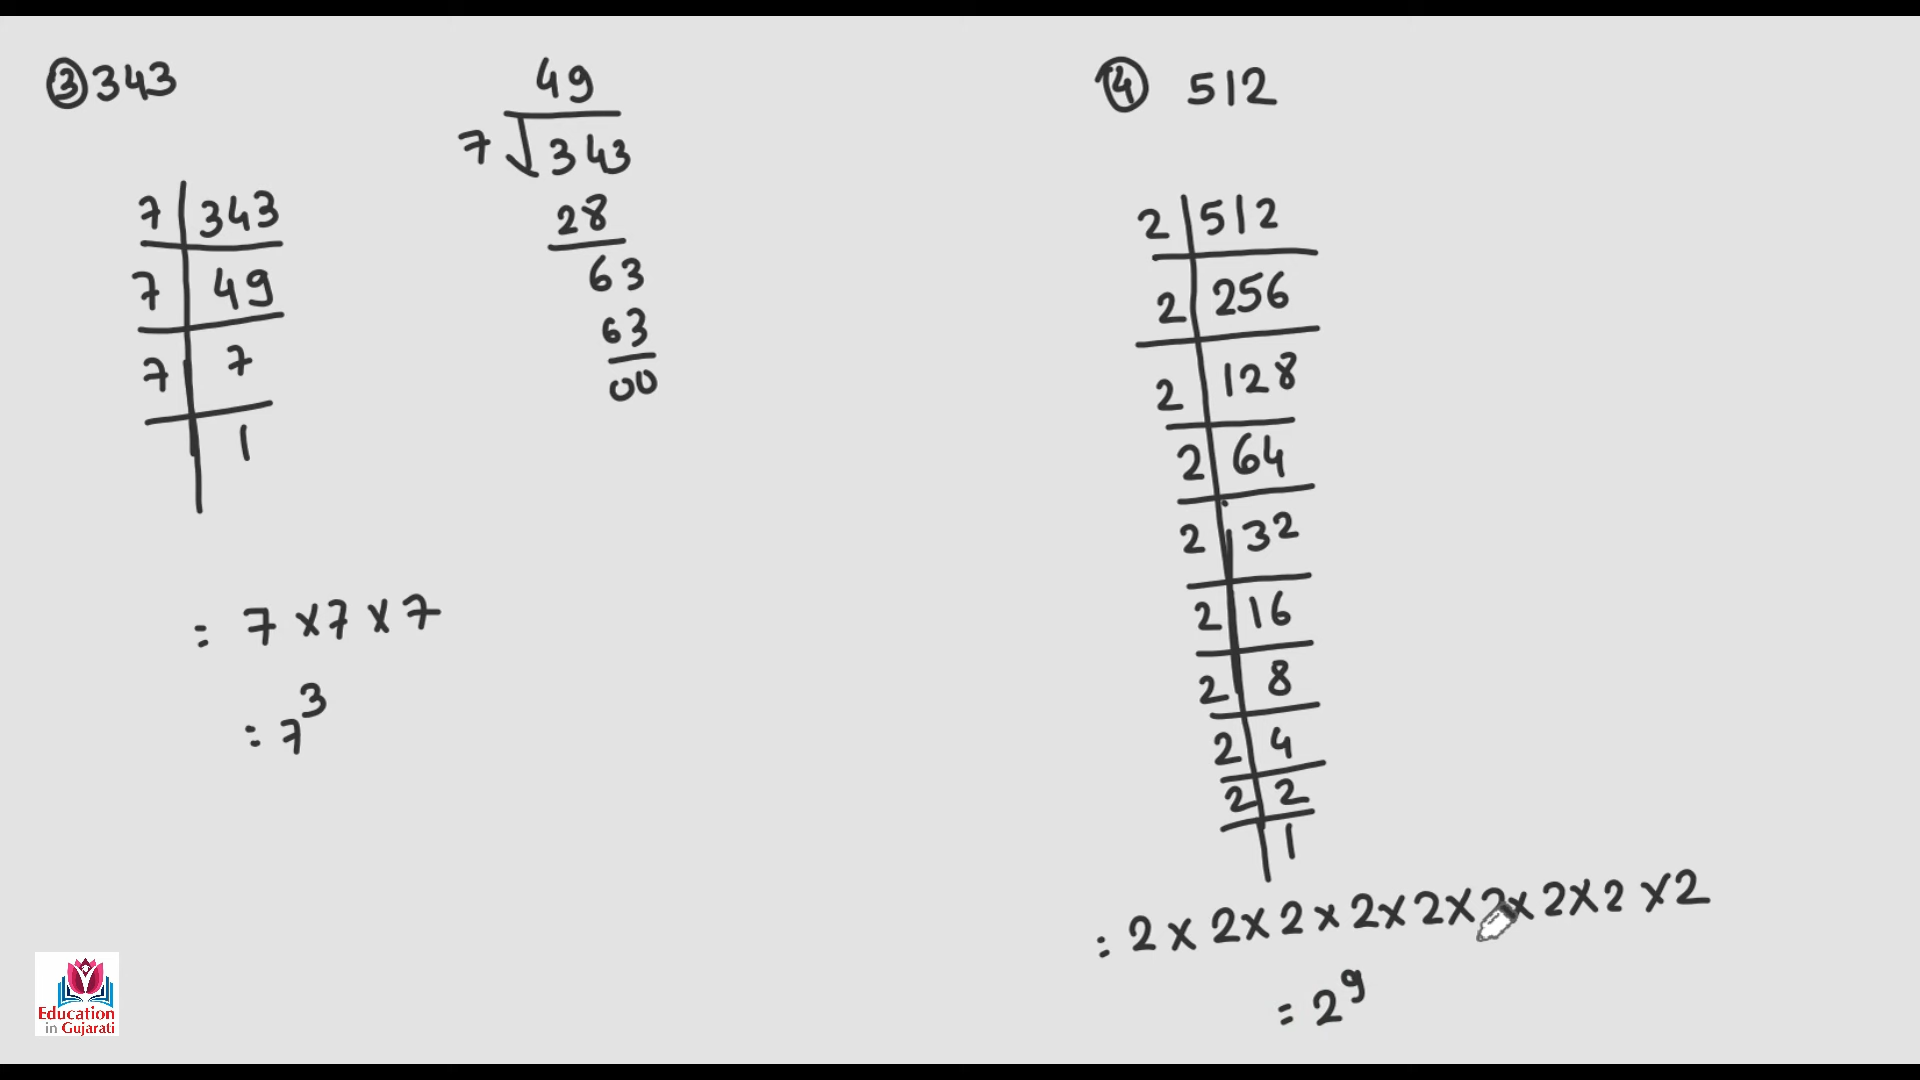 ③ 343
49
7 √343
28
63
63
00
7 | 343
7 | 49
7 | 7
1
= 7 × 7 × 7
= 7³
④ 512
2 | 512
2 | 256
2 | 128
2 | 64
2 | 32
2 | 16
2 | 8
2 | 4
2 | 2
1
= 2 × 2 × 2 × 2 × 2 × 2 × 2 × 2 × 2
= 2⁹
Education
in Gujarati